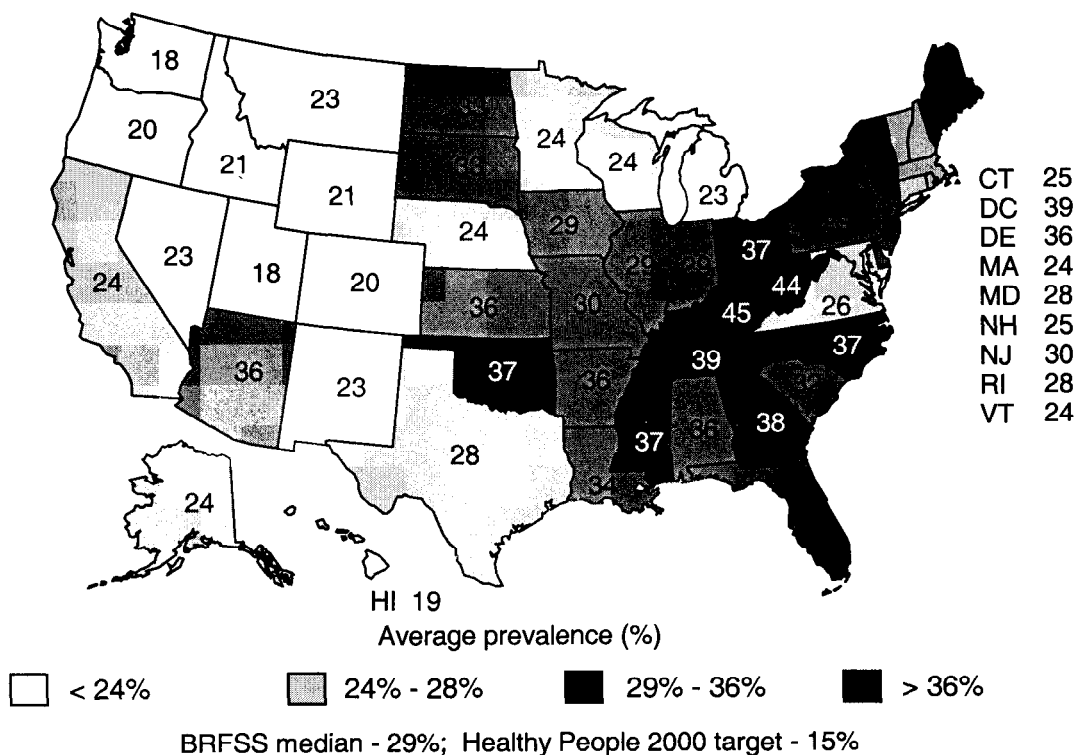 18
23
20
24
21
24
21
23
24
29
37
23
18
20
44
24
36
30
45
26
39
37
36
37
36
23
38
37
36
28
34
24
CT 25
DC 39
DE 36
MA 24
MD 28
NH 25
NJ 30
RI 28
VT 24
HI 19
Average prevalence (%)
< 24%
24% - 28%
29% - 36%
> 36%
BRFSS median - 29%; Healthy People 2000 target - 15%